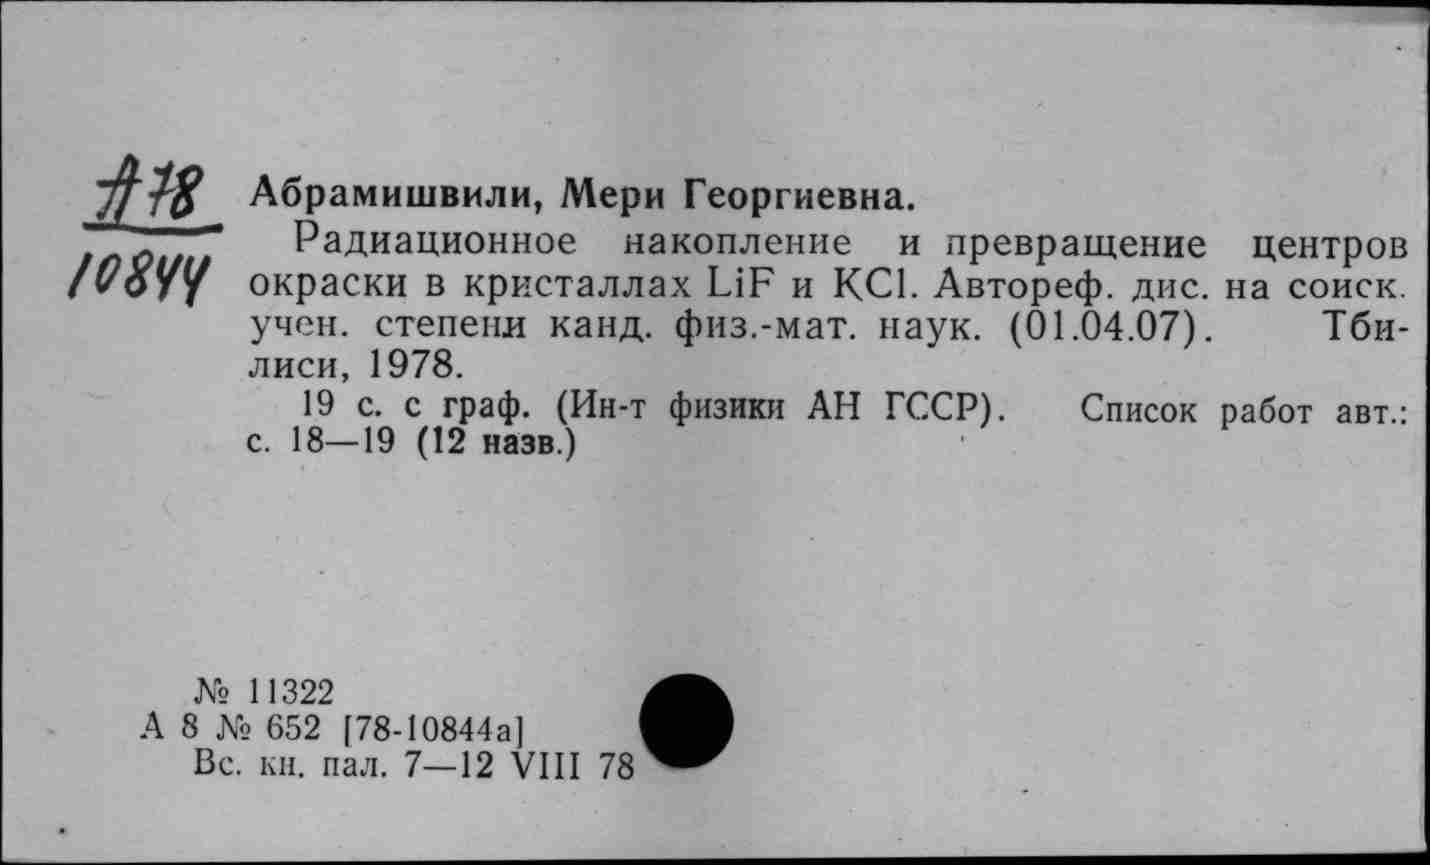 Д78
10844
Абрамишвили, Мери Георгиевна.
Радиационное накопление и превращение центров
окраски в кристаллах LiF и KCl. Автореф. дис. на соиск.
учен. степени канд. физ.-мат. наук. (01.04.07). Тби-
лиси, 1978.
19 с. с граф. (Ин-т физики АН ГССР). Список работ авт.:
с. 18—19 (12 назв.)
№ 11322
А 8 № 652 [78-10844а]
Вс. кн. пал. 7—12 VIII 78